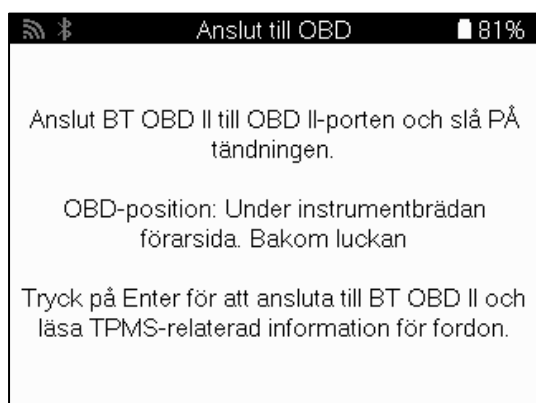 Anslut till OBD 81%
Anslut BT OBD II till OBD II-porten och slå PÅ
tändningen.
OBD-position: Under instrumentbrädan
förarsida. Bakom luckan
Tryck på Enter för att ansluta till BT OBD II och
läsa TPMS-relaterad information för fordon.